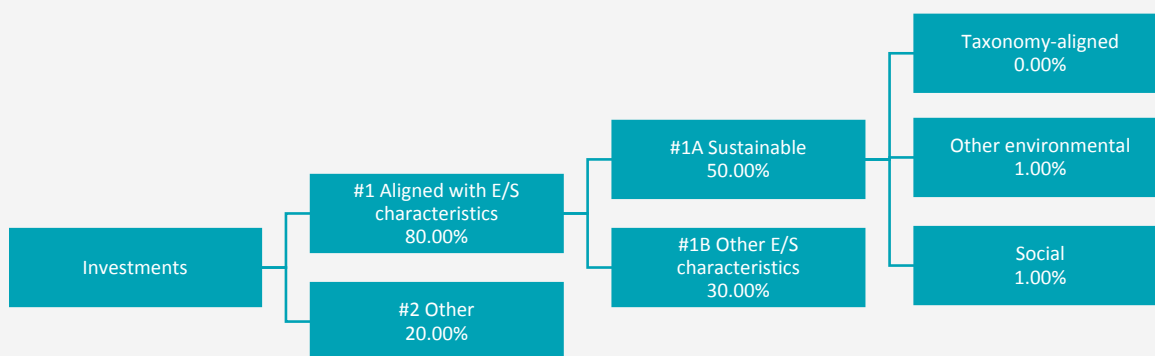 Investments
#1 Aligned with E/S
characteristics
80.00%
#2 Other
20.00%
#1A Sustainable
50.00%
#1B Other E/S
characteristics
30.00%
Taxonomy-aligned
0.00%
Other environmental
1.00%
Social
1.00%